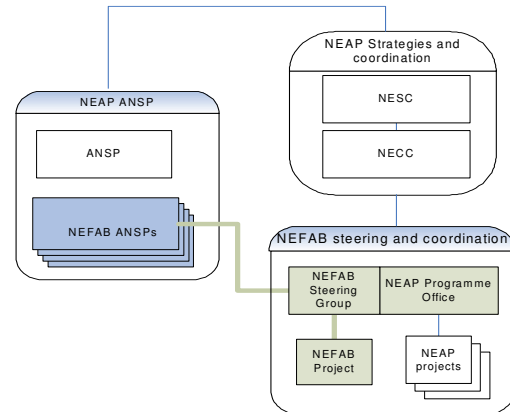 NEAP Strategies and
coordination
NESC
NECC
NEAP ANSP
ANSP
NEFAB ANSPs
NEFAB steering and coordination
NEFAB
Steering
Group
NEAP Programme
Office
NEFAB
Project
NEAP
projects